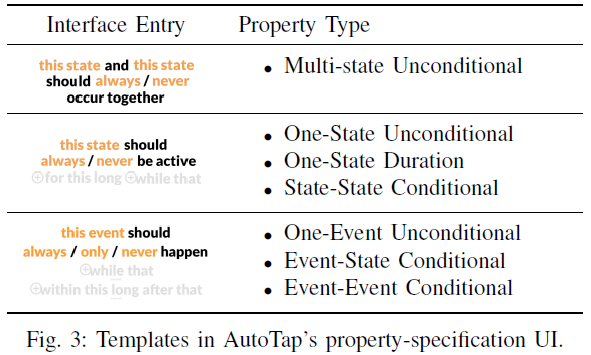 Interface Entry Property Type
this state and this state
should always / never
occur together
• Multi-state Unconditional
this state should
always / never be active
⊕for this long ⊕while that
• One-State Unconditional
• One-State Duration
• State-State Conditional
this event should
always / only / never happen
⊕while that
⊕within this long after that
• One-Event Unconditional
• Event-State Conditional
• Event-Event Conditional
Fig. 3: Templates in AutoTap's property-specification UI.